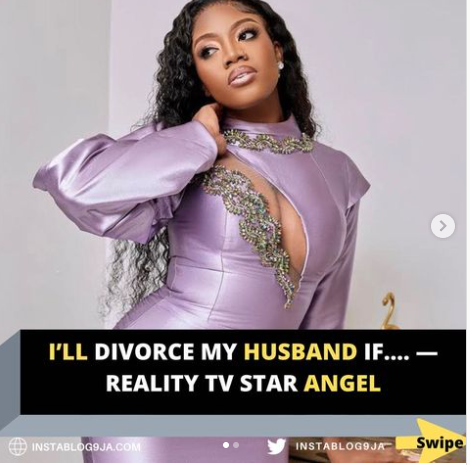 I'LL DIVORCE MY HUSBAND IF.... —
REALITY TV STAR ANGEL
INSTABLOG9JA.COM
INSTABLOG9JA
Swipe